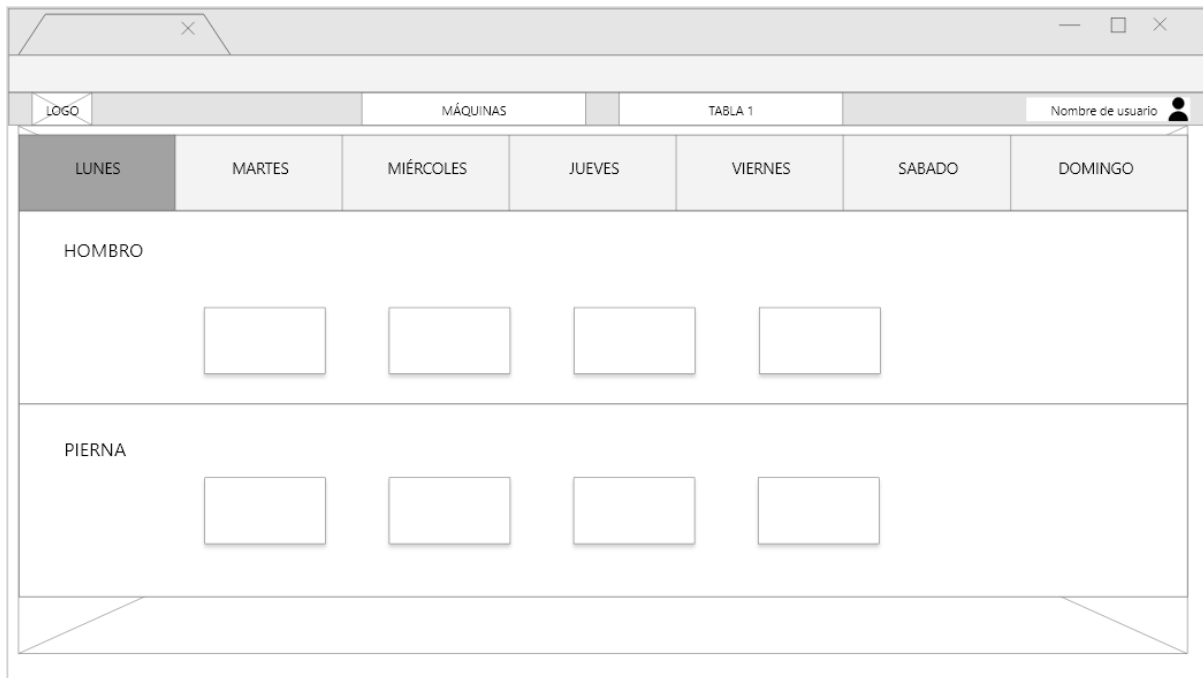 LOGO
MÁQUINAS
TABLA 1
Nombre de usuario
LUNES
MARTES
MIÉRCOLES
JUEVES
VIERNES
SABADO
DOMINGO
HOMBRO
PIERNA